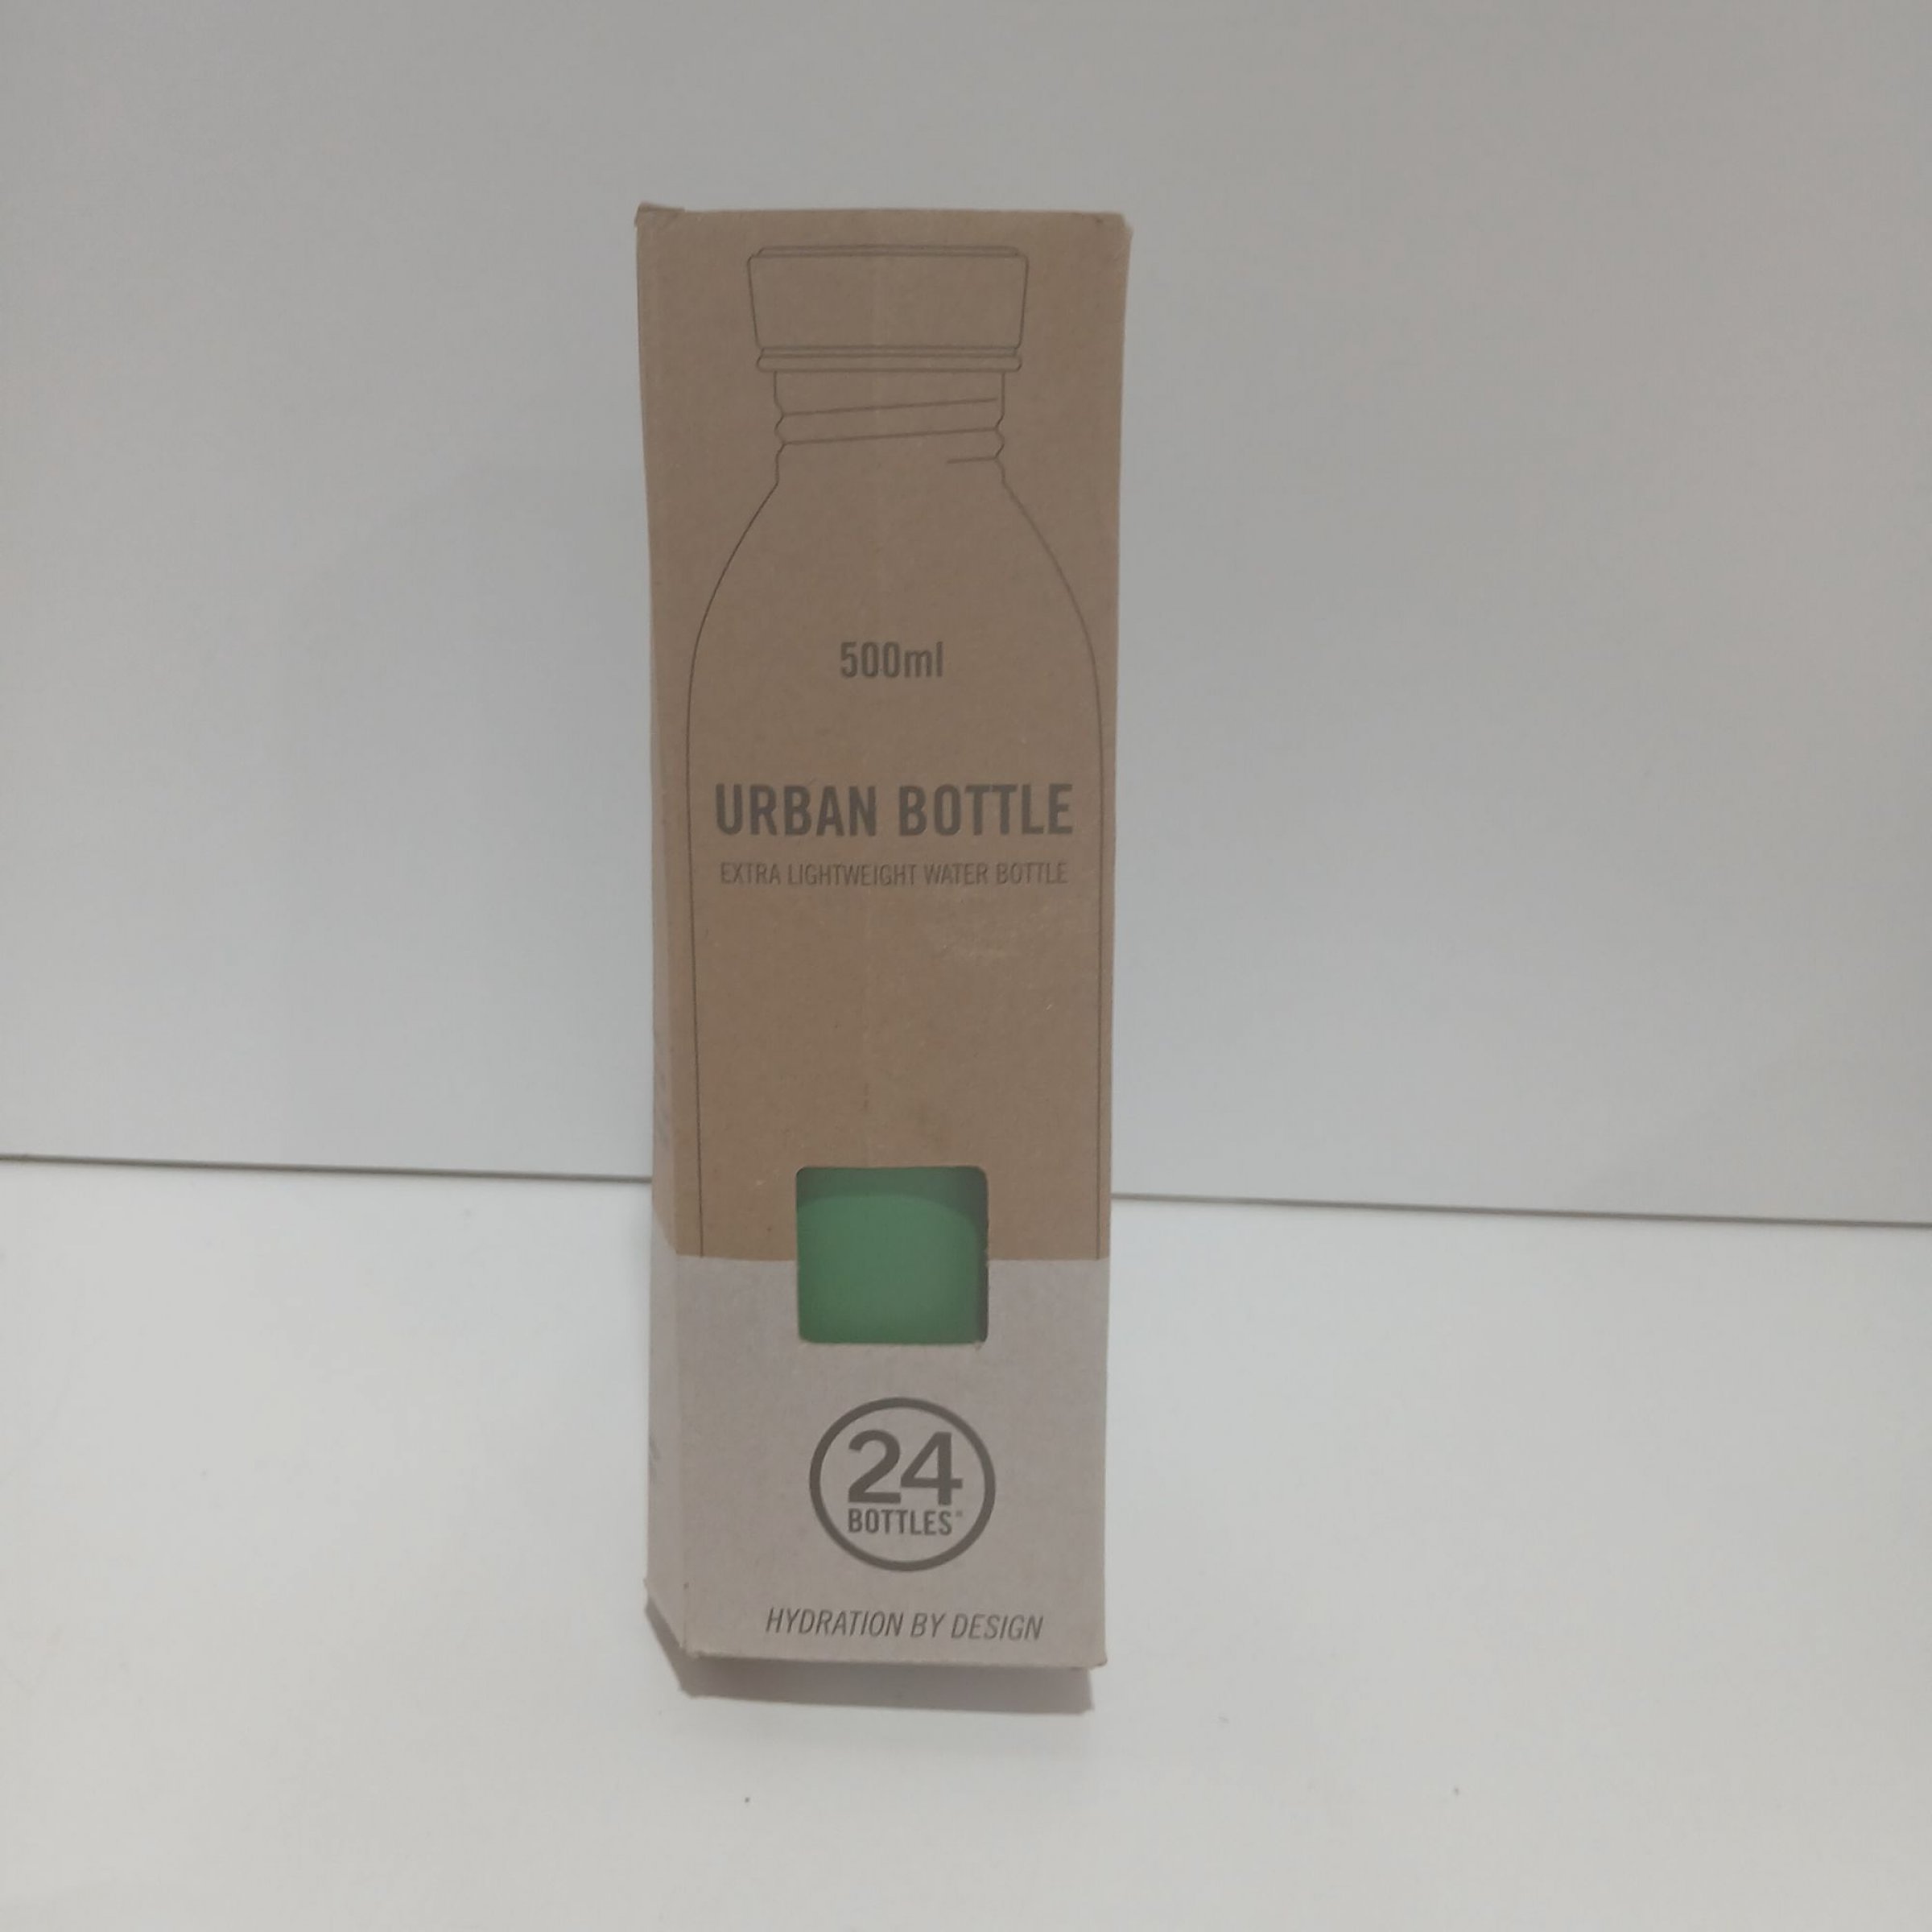 500ml
URBAN BOTTLE
EXTRA LIGHTWEIGHT WATER BOTTLE
24
BOTTLES®
HYDRATION BY DESIGN